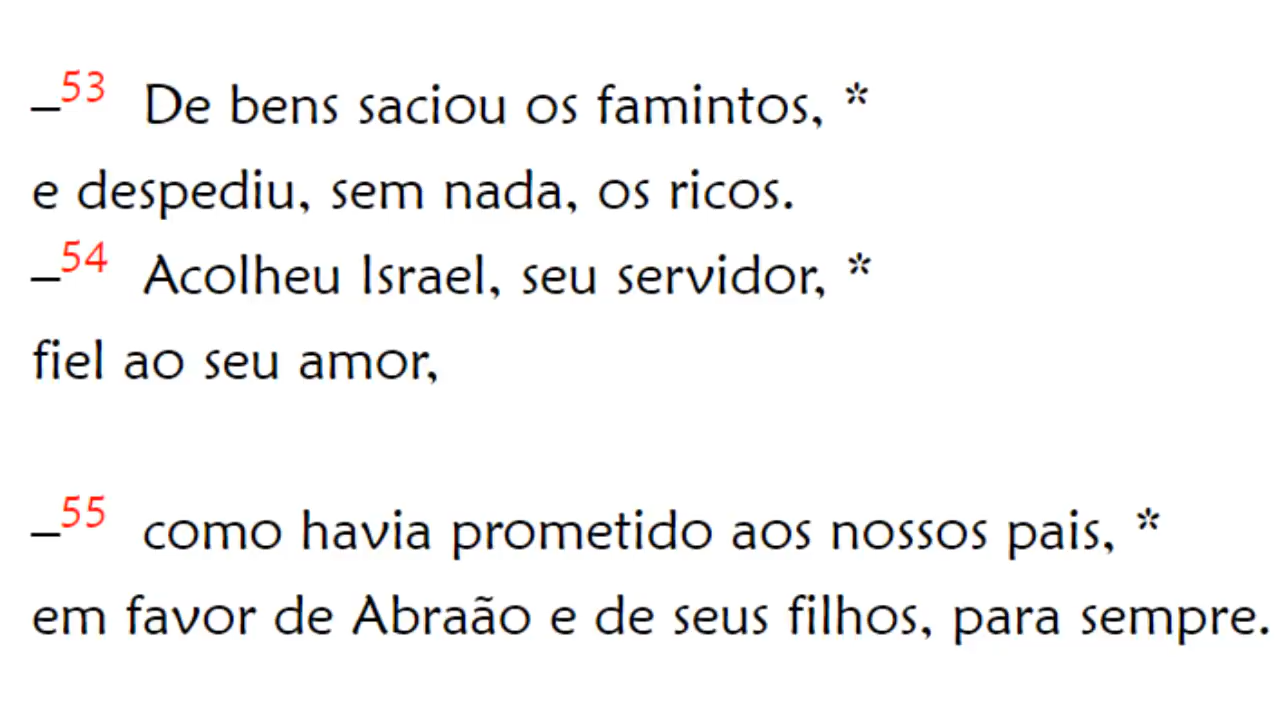 –53 De bens saciou os famintos, *
e despediu, sem nada, os ricos.
–54 Acolheu Israel, seu servidor, *
fiel ao seu amor,
–55 como havia prometido aos nossos pais, *
em favor de Abraão e de seus filhos, para sempre.